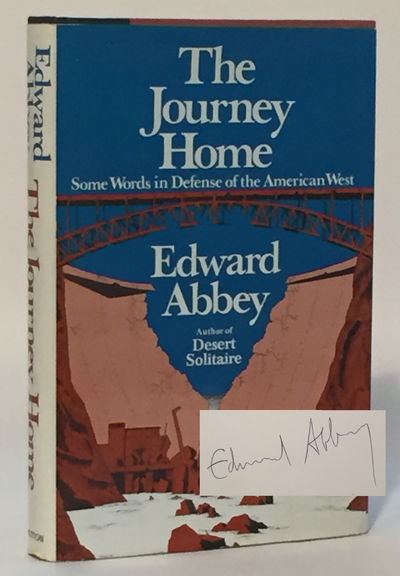 The
Journey
Home
Some Words in Defense of the American West
Edward
Abbey
Author of
Desert
Solitaire
Edward Abbey
Edward
Abbey
The Journey Home
DUTTON